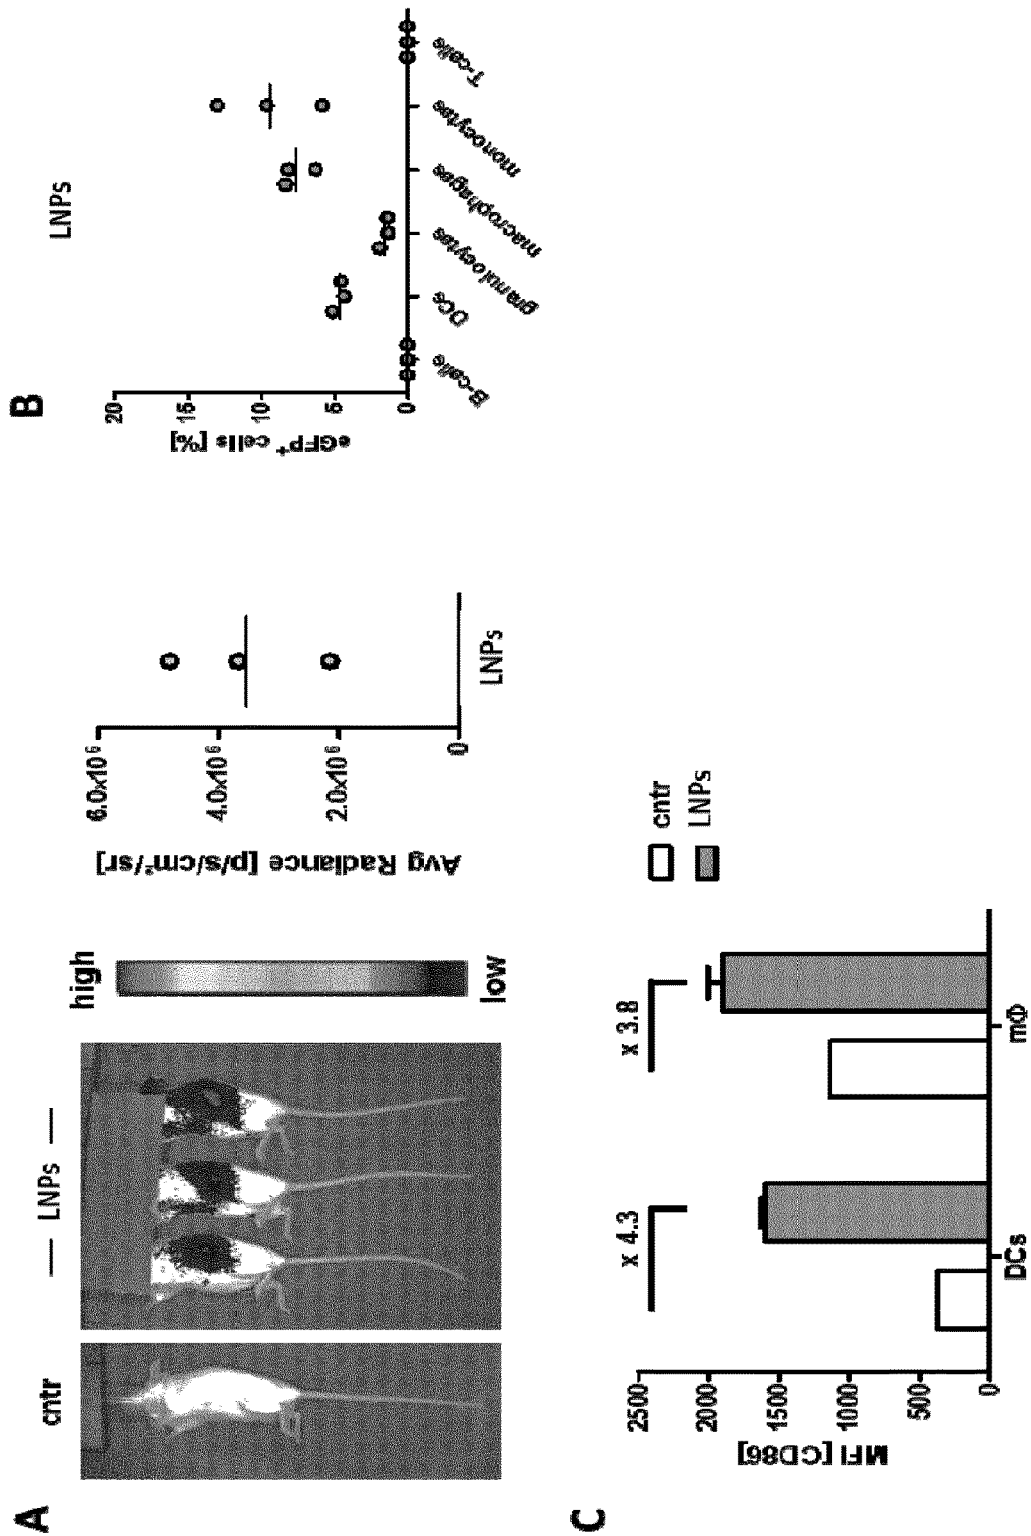 A
cntr
LNPs
high
low
Avg Radiance [p/s/cm²/sr]
6.0x10⁶
4.0x10⁶
2.0x10⁶
0
LNPs
B
LNPs
eGFP⁺ cells [%]
20
15
10
5
0
B-cells
DCs
granulocytes
macrophages
monocytes
T-cells
C
MFI [CD86]
2500
2000
1500
1000
500
0
x 4.3
x 3.8
DCs
mΦ
cntr
LNPs